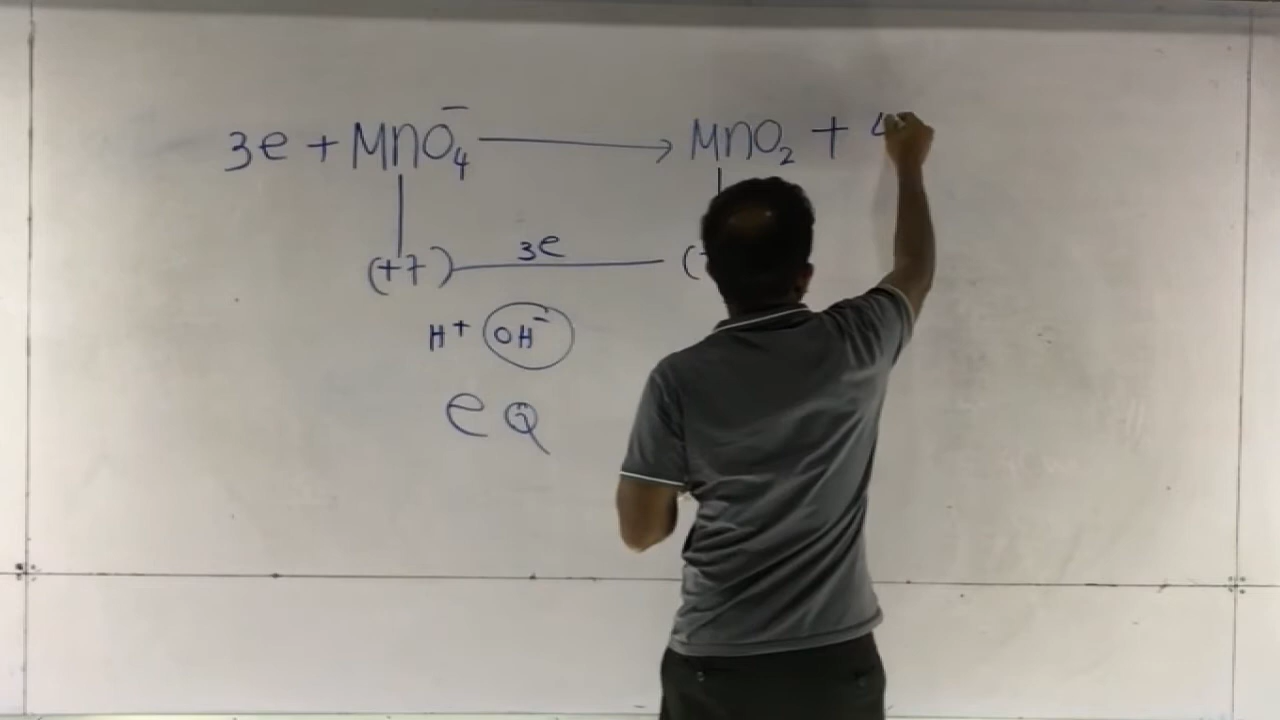 3e + MnO₄⁻ ⟶ MnO₂ +
(+7) 3e (
H⁺ OH⁻
e Q